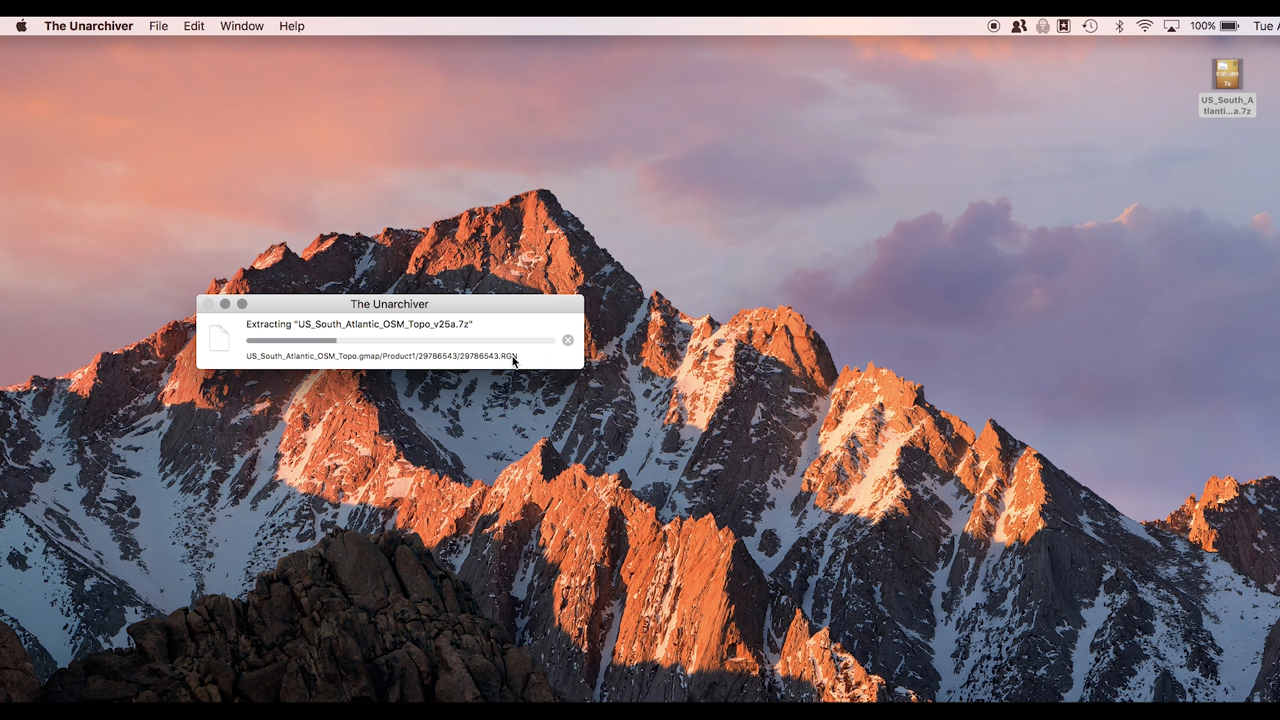 The Unarchiver File Edit Window Help 100% Tue
7z
US_South_A
tlanti...a.7z
The Unarchiver
Extracting "US_South_Atlantic_OSM_Topo_v25a.7z"
US_South_Atlantic_OSM_Topo.gmap/Product1/29786543/29786543.RGN